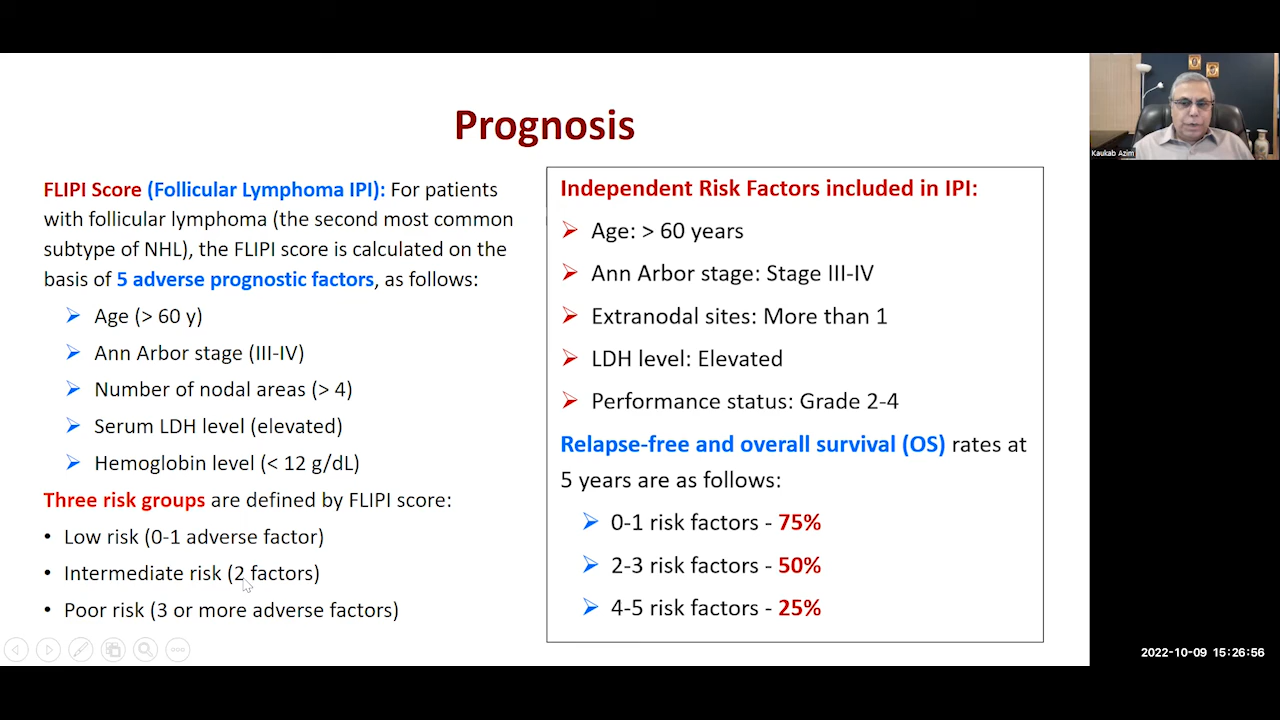 Prognosis
FLIPI Score (Follicular Lymphoma IPI): For patients
with follicular lymphoma (the second most common
subtype of NHL), the FLIPI score is calculated on the
basis of 5 adverse prognostic factors, as follows:
Age (> 60 y)
Ann Arbor stage (III-IV)
Number of nodal areas (> 4)
Serum LDH level (elevated)
Hemoglobin level (< 12 g/dL)
Three risk groups are defined by FLIPI score:
Low risk (0-1 adverse factor)
Intermediate risk (2 factors)
Poor risk (3 or more adverse factors)
Independent Risk Factors included in IPI:
Age: > 60 years
Ann Arbor stage: Stage III-IV
Extranodal sites: More than 1
LDH level: Elevated
Performance status: Grade 2-4
Relapse-free and overall survival (OS) rates at
5 years are as follows:
0-1 risk factors - 75%
2-3 risk factors - 50%
4-5 risk factors - 25%
Kaukab Azim
2022-10-09 15:26:56